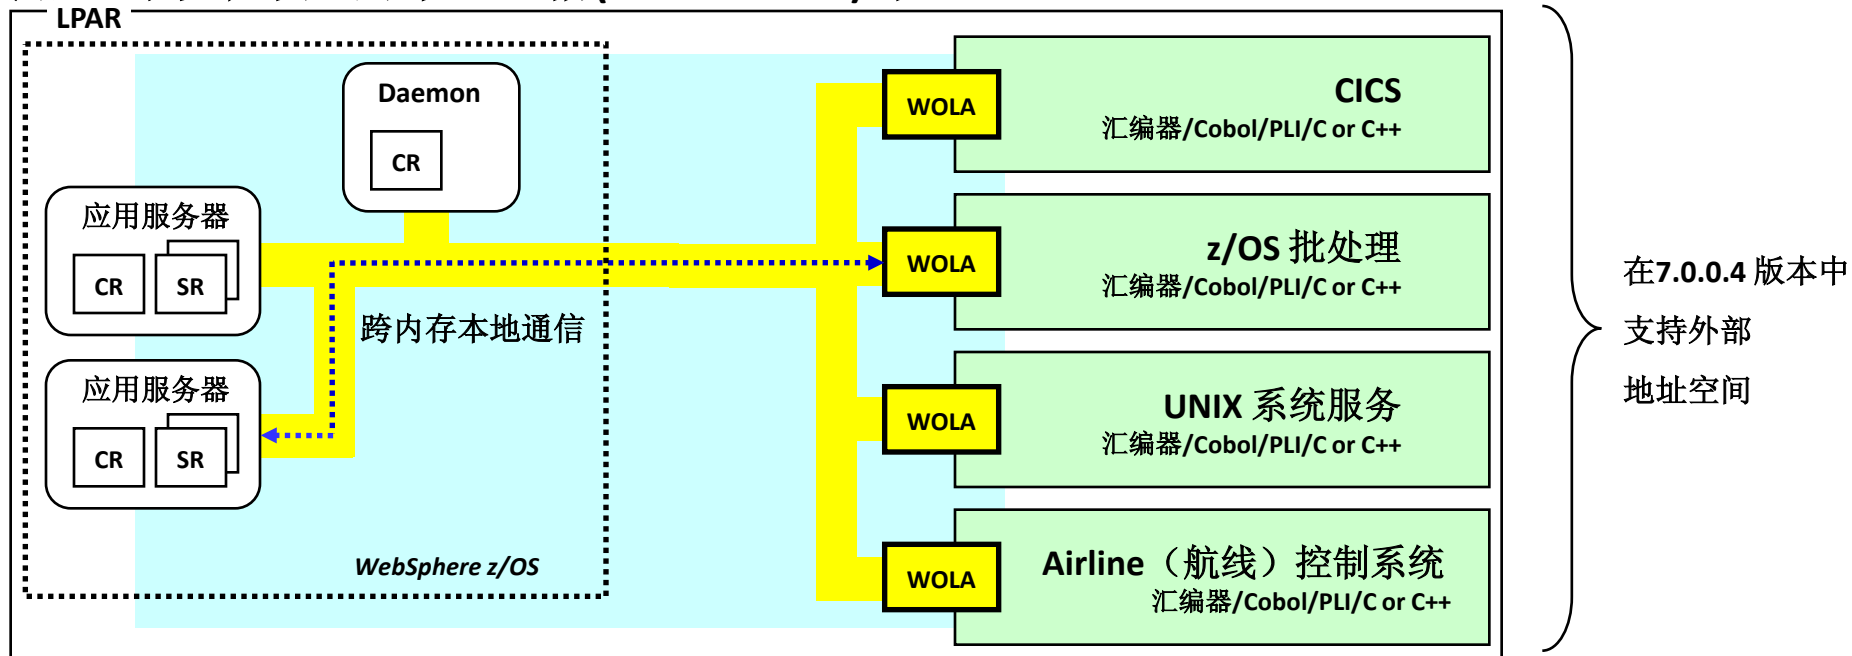 LPAR
Daemon
CR
应用服务器
CR
SR
跨内存本地通信
应用服务器
CR
SR
WebSphere z/OS
WOLA
CICS
汇编器/Cobol/PLI/C or C++
WOLA
z/OS 批处理
汇编器/Cobol/PLI/C or C++
WOLA
UNIX 系统服务
汇编器/Cobol/PLI/C or C++
WOLA
Airline（航线）控制系统
汇编器/Cobol/PLI/C or C++
在7.0.0.4 版本中
支持外部
地址空间